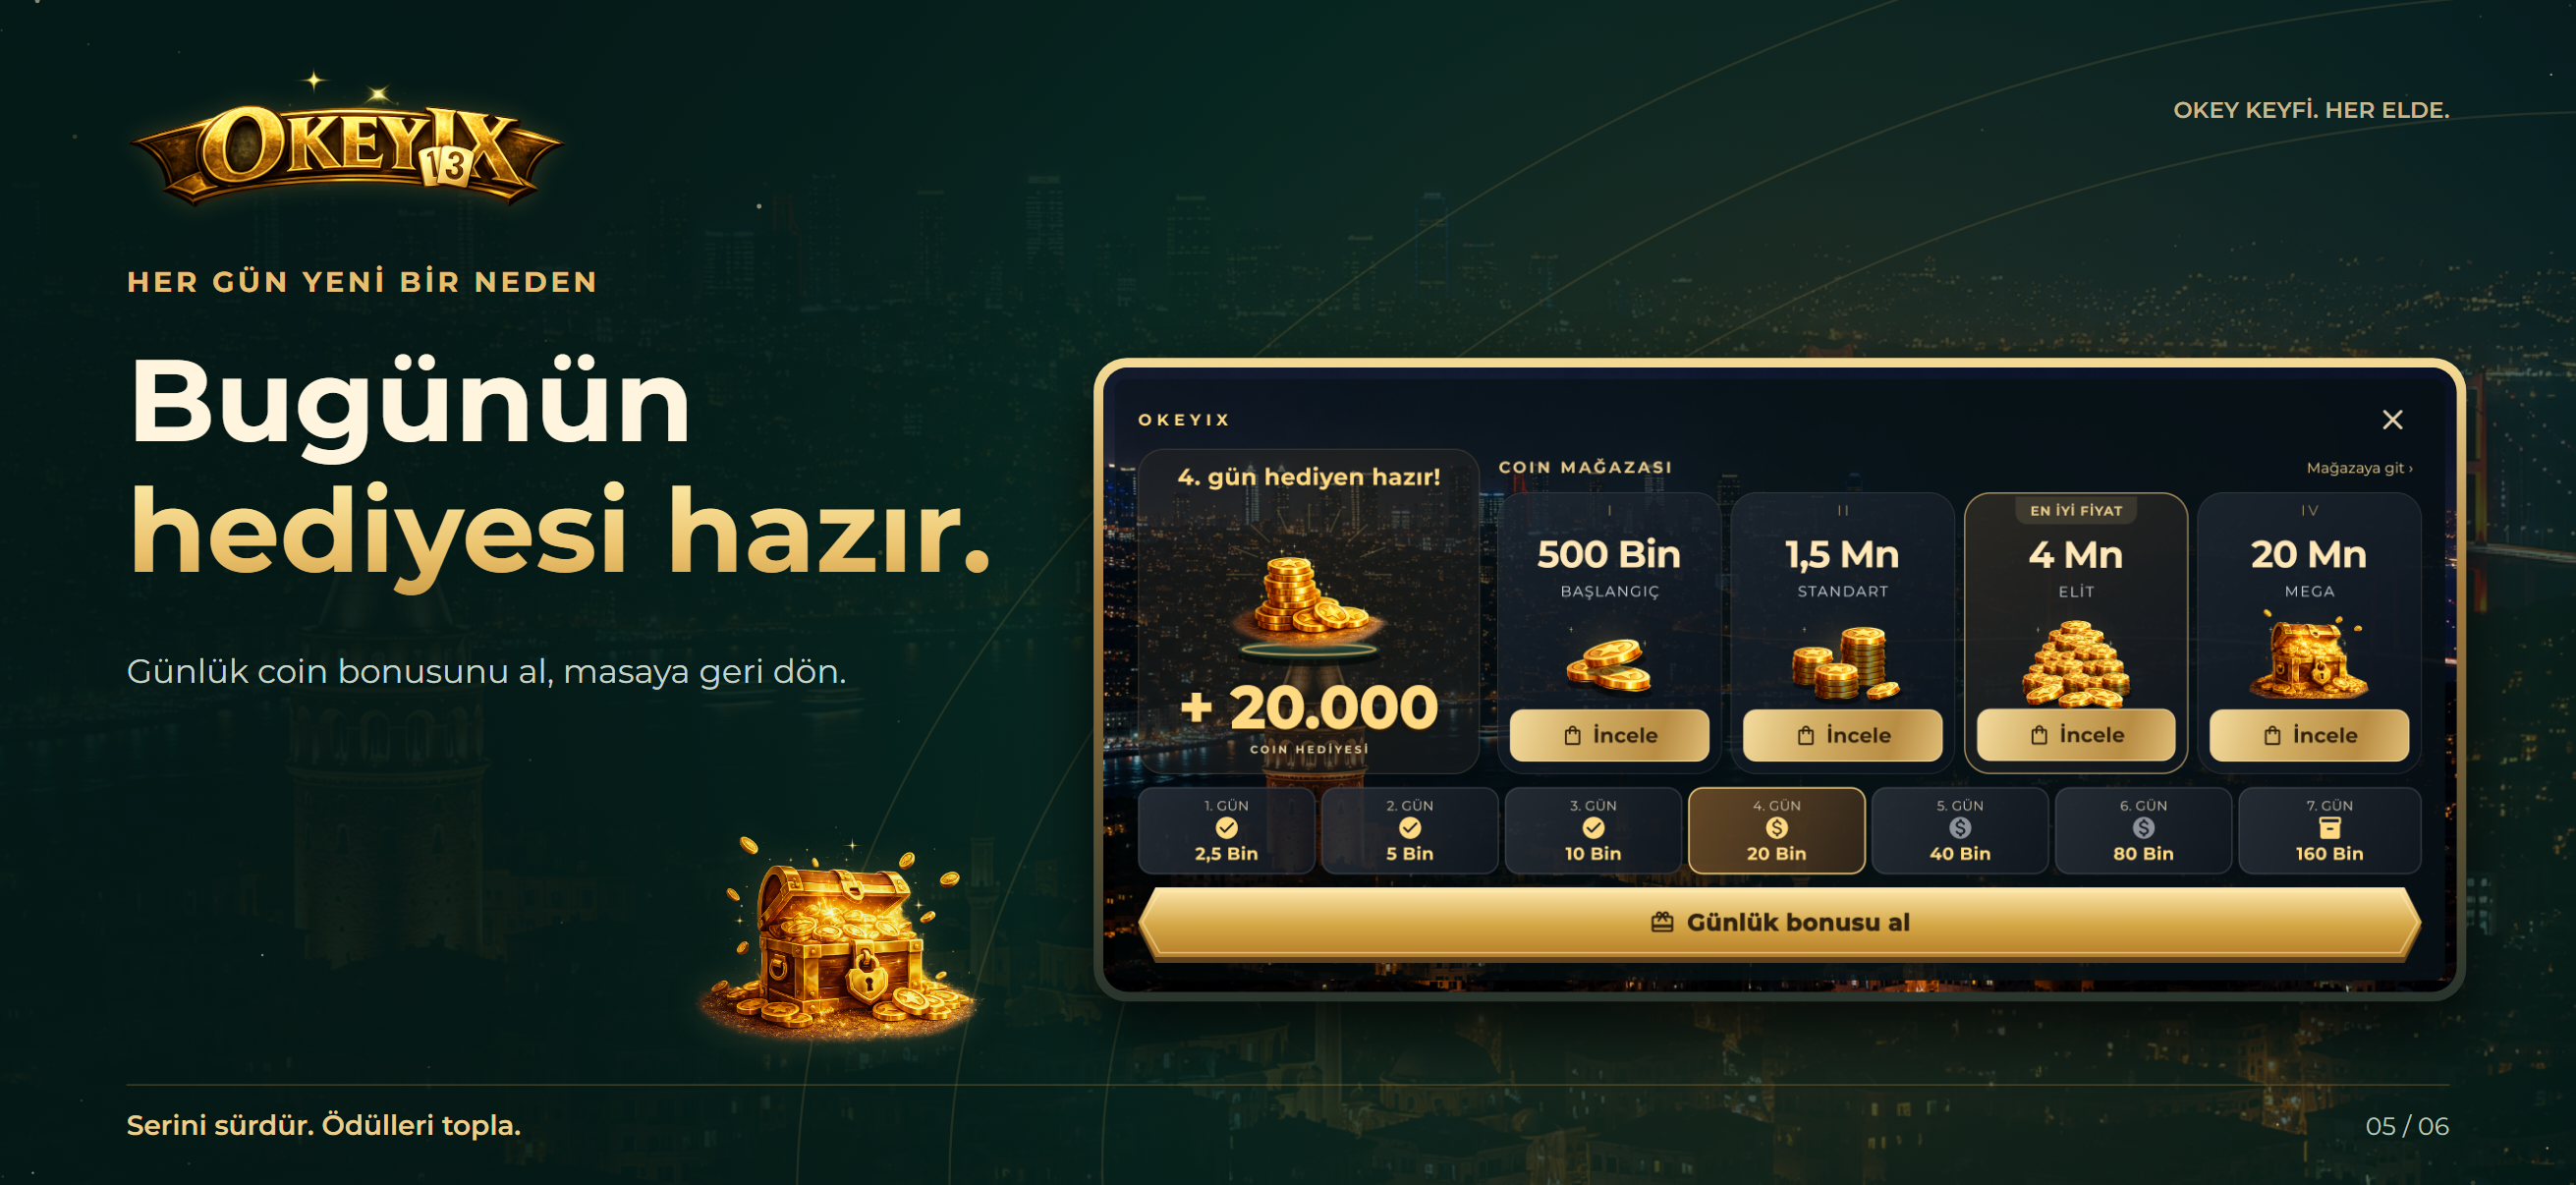 OKEYIX
13
OKEY KEYFİ. HER ELDE.
HER GÜN YENİ BİR NEDEN
Bugünün
hediyesi hazır.
Günlük coin bonusunu al, masaya geri dön.
OKEYIX
4. gün hediyen hazır!
+ 20.000
COIN HEDİYESİ
COIN MAĞAZASI
Mağazaya git ›
I
500 Bin
BAŞLANGIÇ
İncele
II
1,5 Mn
STANDART
İncele
EN İYİ FİYAT
4 Mn
ELİT
İncele
IV
20 Mn
MEGA
İncele
1. GÜN
2,5 Bin
2. GÜN
5 Bin
3. GÜN
10 Bin
4. GÜN
20 Bin
5. GÜN
40 Bin
6. GÜN
80 Bin
7. GÜN
160 Bin
Günlük bonusu al
Serini sürdür. Ödülleri topla.
05 / 06